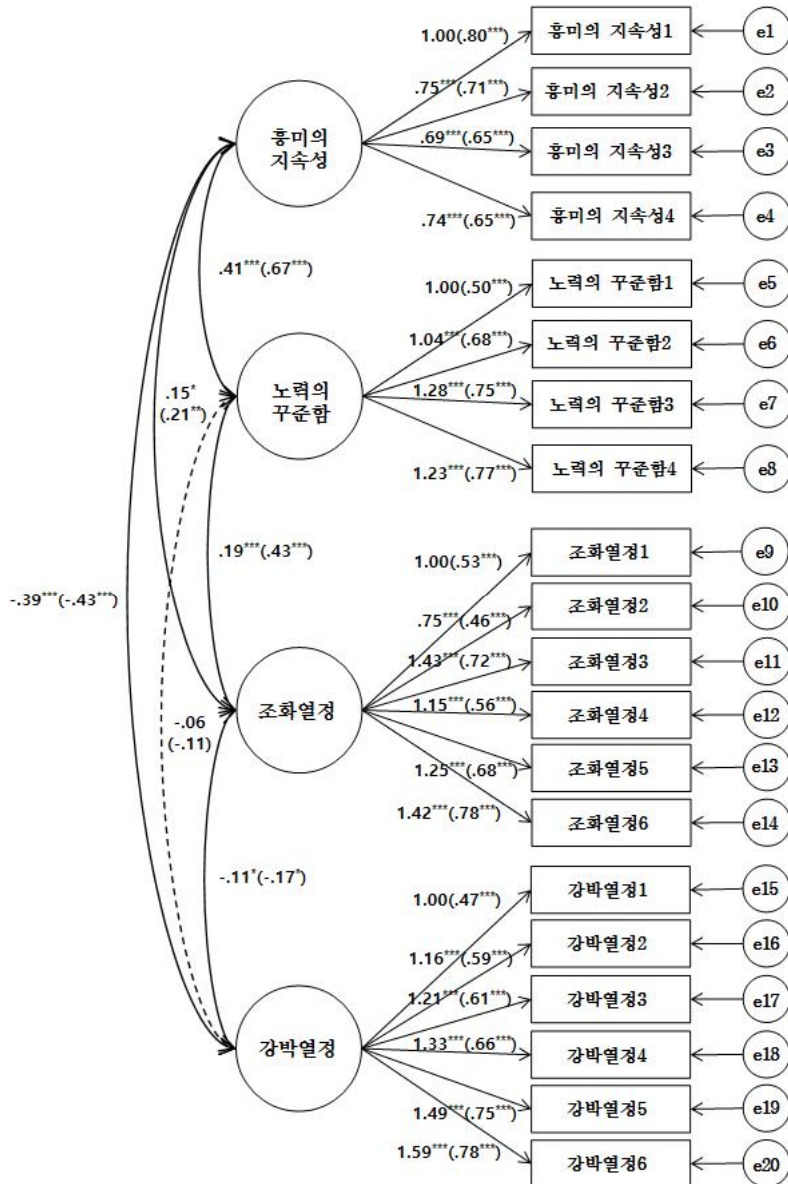 1.00(.80***)
흥미의 지속성1
e1
.75***(.71***)
흥미의 지속성2
e2
흥미의
지속성
.69***(.65***)
흥미의 지속성3
e3
.74***(.65***)
흥미의 지속성4
e4
.41***(.67***)
1.00(.50***)
노력의 꾸준함1
e5
1.04***(.68***)
노력의 꾸준함2
e6
.15*
(.21**)
노력의
꾸준함
1.28***(.75***)
노력의 꾸준함3
e7
1.23***(.77***)
노력의 꾸준함4
e8
.19***(.43***)
1.00(.53***)
조화열정1
e9
-.39***(-.43***)
.75***(.46***)
조화열정2
e10
1.43***(.72***)
조화열정3
e11
조화열정
1.15***(.56***)
조화열정4
e12
-.06
(-.11)
1.25***(.68***)
조화열정5
e13
1.42***(.78***)
조화열정6
e14
-.11*(-.17*)
1.00(.47***)
강박열정1
e15
1.16***(.59***)
강박열정2
e16
1.21***(.61***)
강박열정3
e17
강박열정
1.33***(.66***)
강박열정4
e18
1.49***(.75***)
강박열정5
e19
1.59***(.78***)
강박열정6
e20